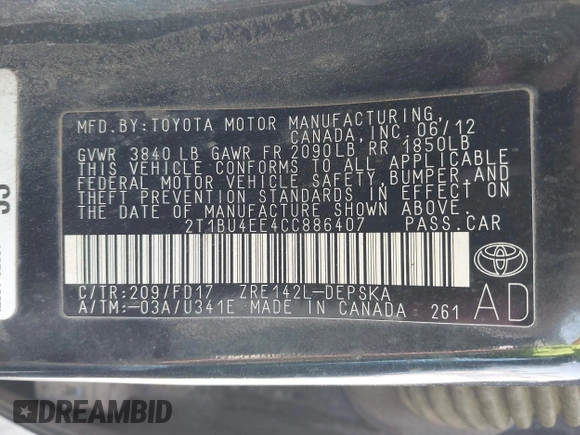 MFD.BY:TOYOTA MOTOR MANUFACTURING,
CANADA,INC. 06/12
GVWR 3840 LB GAWR FR 2090LB RR 1850LB
THIS VEHICLE CONFORMS TO ALL APPLICABLE
FEDERAL MOTOR VEHICLE SAFETY, BUMPER AND
THEFT PREVENTION STANDARDS IN EFFECT ON
THE DATE OF MANUFACTURE SHOWN ABOVE.
2T1BU4EE4CC886407 PASS.CAR
C/TR:209/FD17 ZRE142L-DEPSKA
A/TM:-03A/U341E MADE IN CANADA 261
AD
DREAMBID